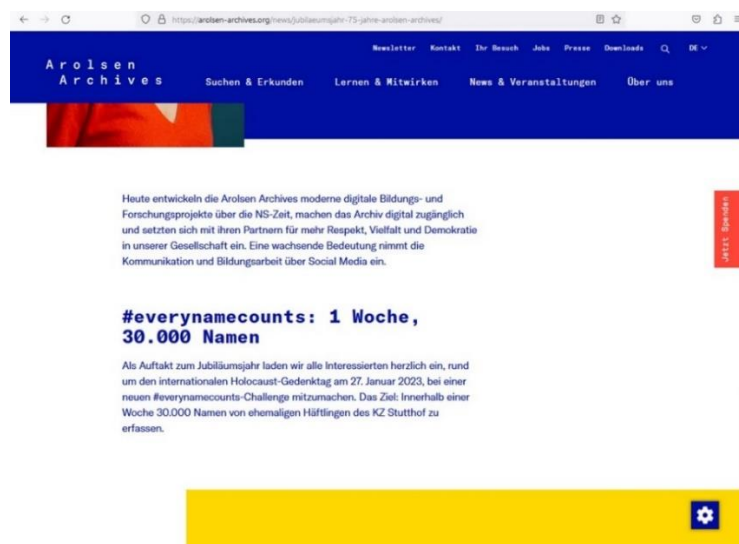 https://arolsen-archives.org/news/jubilaeumsjahr-75-jahre-arolsen-archives/
Newsletter Kontakt Ihr Besuch Jobs Presse Downloads DE
Arolsen
Archives
Suchen & Erkunden Lernen & Mitwirken News & Veranstaltungen Über uns
Heute entwickeln die Arolsen Archives moderne digitale Bildungs- und
Forschungsprojekte über die NS-Zeit, machen das Archiv digital zugänglich
und setzten sich mit ihren Partnern für mehr Respekt, Vielfalt und Demokratie
in unserer Gesellschaft ein. Eine wachsende Bedeutung nimmt die
Kommunikation und Bildungsarbeit über Social Media ein.
Jetzt Spenden
#everynamecounts: 1 Woche,
30.000 Namen
Als Auftakt zum Jubiläumsjahr laden wir alle Interessierten herzlich ein, rund
um den internationalen Holocaust-Gedenktag am 27. Januar 2023, bei einer
neuen #everynamecounts-Challenge mitzumachen. Das Ziel: Innerhalb einer
Woche 30.000 Namen von ehemaligen Häftlingen des KZ Stutthof zu
erfassen.